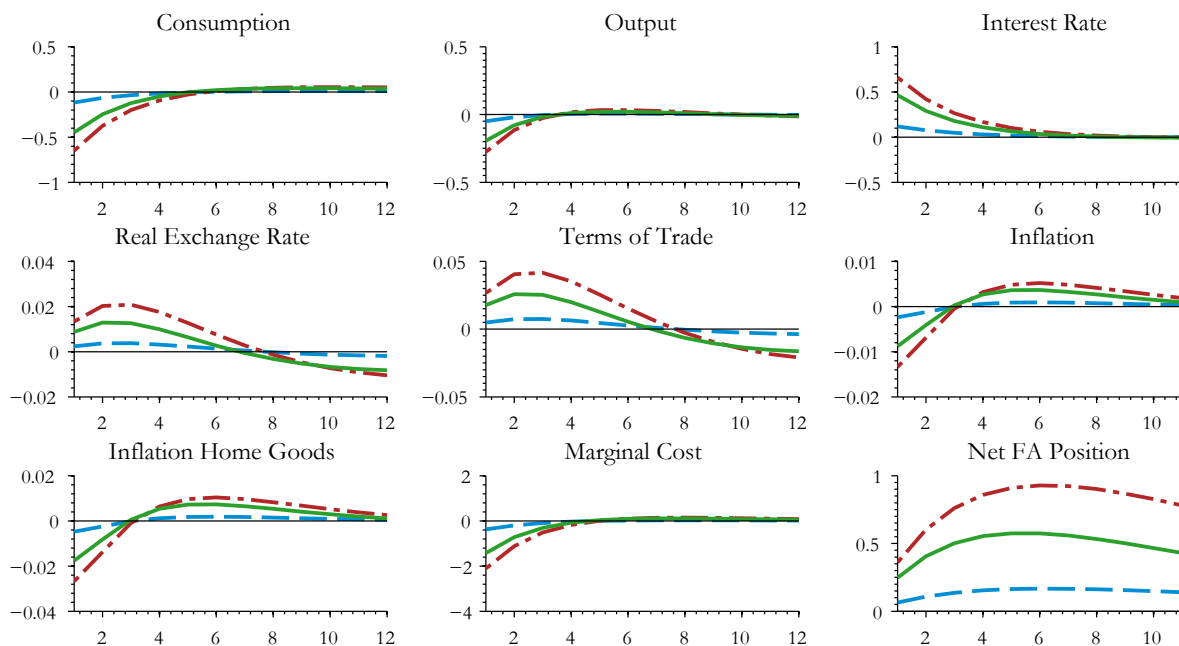 Consumption Output Interest Rate
0.5 0.5 1
0 0.5
−0.5 0 0
−1 −0.5 −0.5
2 4 6 8 10 12 2 4 6 8 10 12 2 4 6 8 10
Real Exchange Rate Terms of Trade Inflation
0.04 0.05 0.01
0.02 0 0
0 −0.01
−0.02 −0.05 −0.02
2 4 6 8 10 12 2 4 6 8 10 12 2 4 6 8 10
Inflation Home Goods Marginal Cost Net FA Position
0.02 2 1
0 0
−0.02 −2 0.5
−0.04 −4 0
2 4 6 8 10 12 2 4 6 8 10 12 2 4 6 8 10